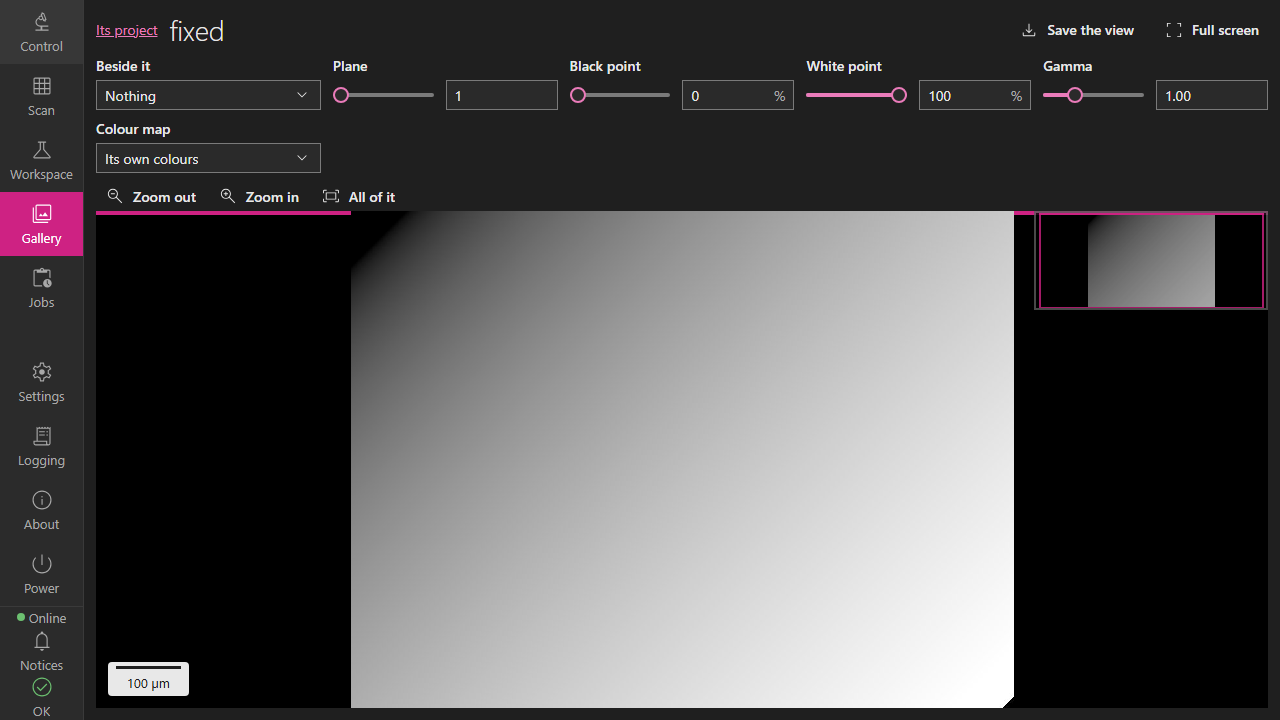 Control
Scan
Workspace
Gallery
Jobs
Settings
Logging
About
Power
Online
Notices
OK
Its project fixed
Save the view
Full screen
Beside it
Nothing
Plane
1
Black point
0 %
White point
100 %
Gamma
1.00
Colour map
Its own colours
Zoom out
Zoom in
All of it
100 µm